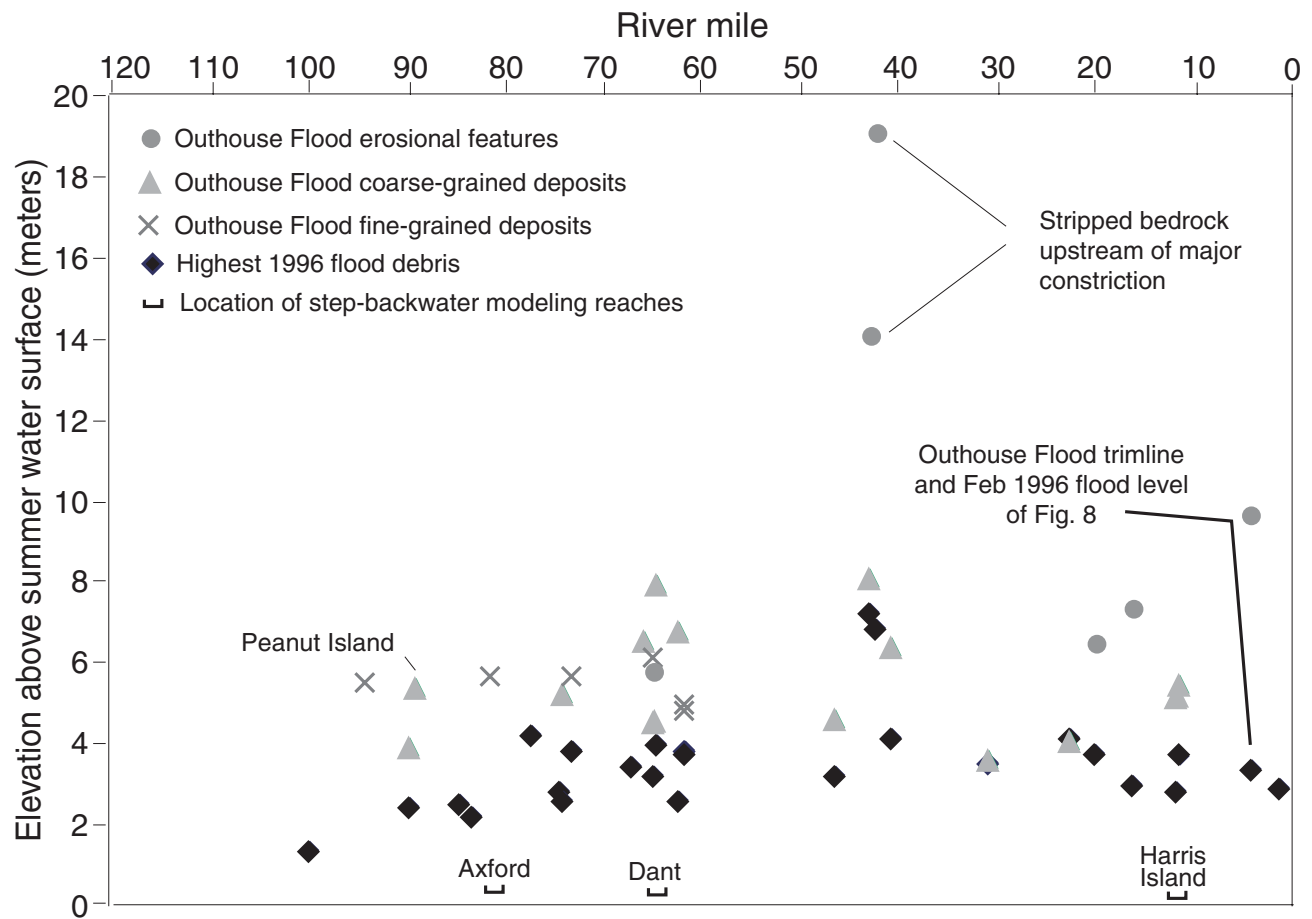 River mile
120 110 100 90 80 70 60 50 40 30 20 10 0
20
18
16
14
12
10
8
6
4
2
0
Elevation above summer water surface (meters)
Outhouse Flood erosional features
Outhouse Flood coarse-grained deposits
Outhouse Flood fine-grained deposits
Highest 1996 flood debris
Location of step-backwater modeling reaches
Stripped bedrock
upstream of major
constriction
Outhouse Flood trimline
and Feb 1996 flood level
of Fig. 8
Peanut Island
Axford
Dant
Harris
Island